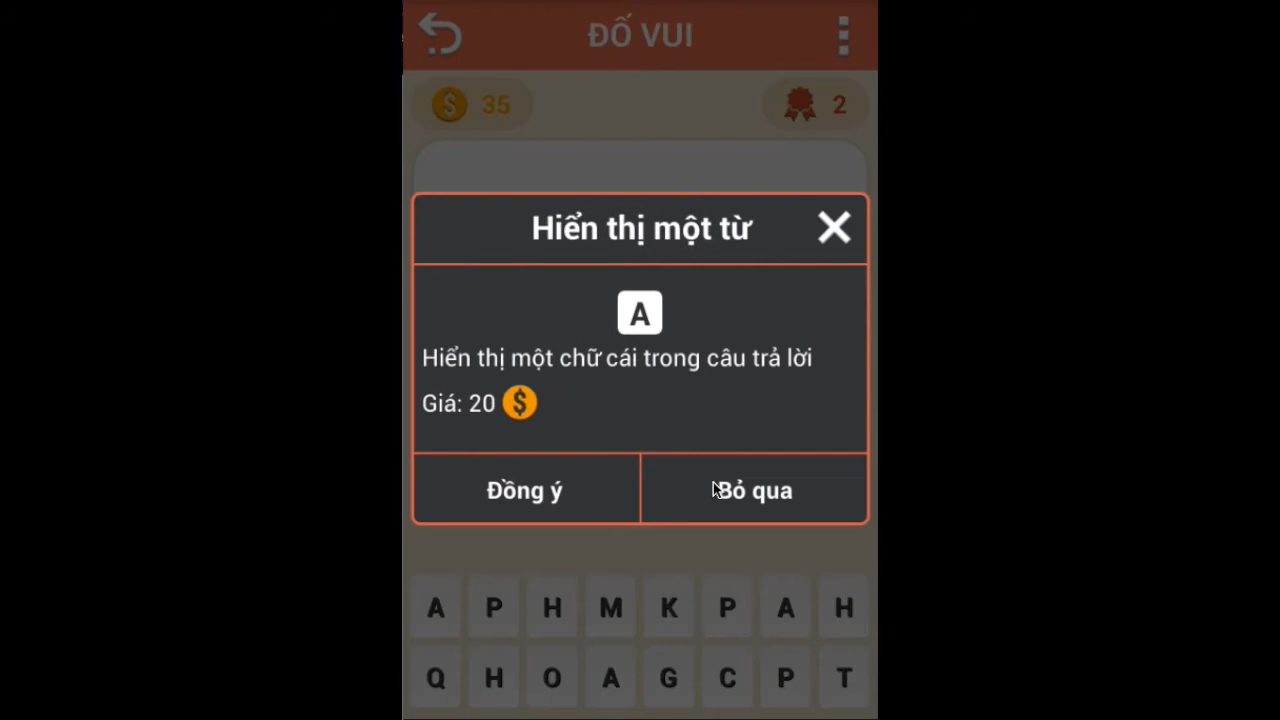 ĐỐ VUI
35
2
Hiển thị một từ
A
Hiển thị một chữ cái trong câu trả lời
Giá: 20
Đồng ý
Bỏ qua
A P H M K P A H
Q H O A G C P T